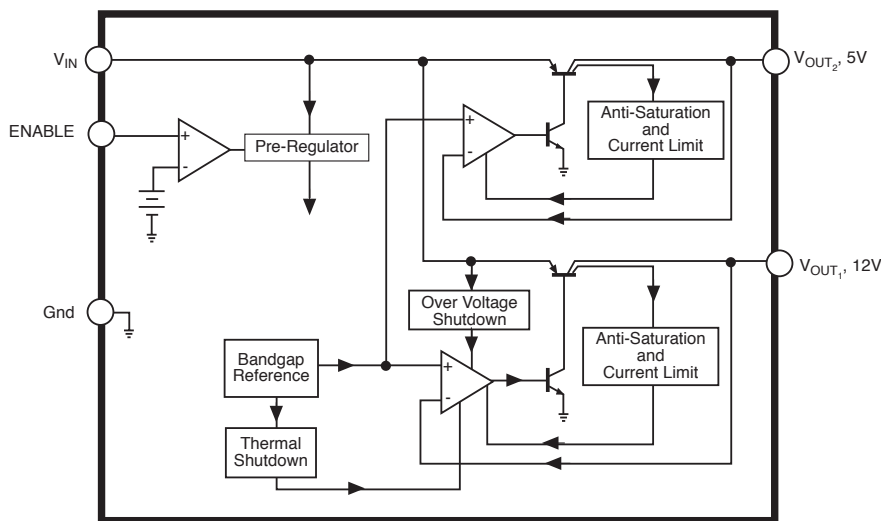 V_IN
V_OUT₂, 5V
ENABLE
+
-
Pre-Regulator
+
-
Anti-Saturation
and
Current Limit
V_OUT₁, 12V
Gnd
Over Voltage
Shutdown
Bandgap
Reference
+
-
Anti-Saturation
and
Current Limit
Thermal
Shutdown